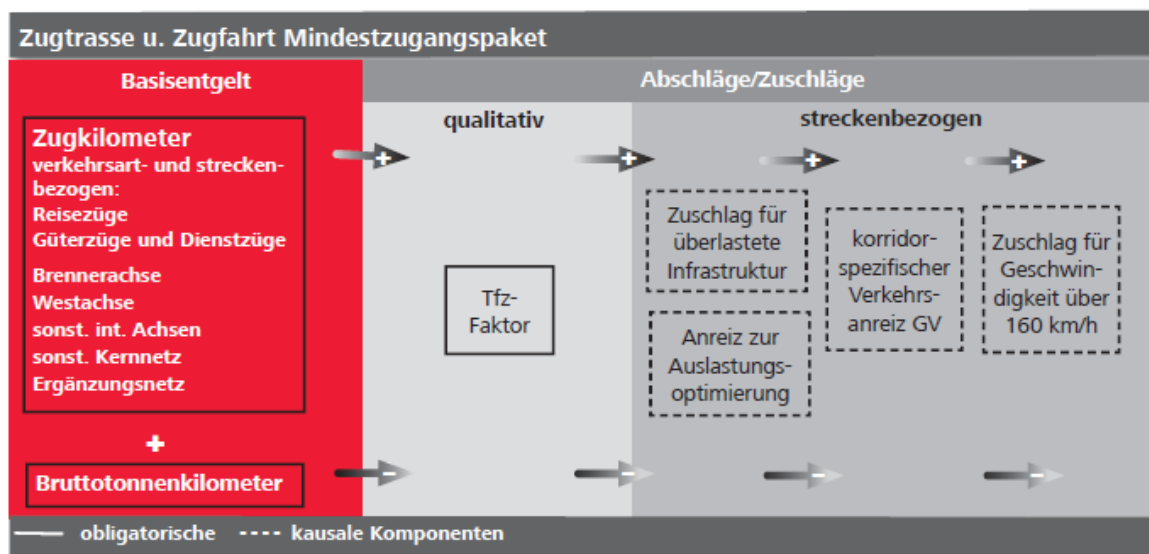 Zugtrasse u. Zugfahrt Mindestzugangspaket
Basisentgelt
Abschläge/Zuschläge
Zugkilometer
verkehrsart- und strecken-
bezogen:
Reisezüge
Güterzüge und Dienstzüge
Brennerachse
Westachse
sonst. int. Achsen
sonst. Kernnetz
Ergänzungsnetz
+
Bruttotonnenkilometer
qualitativ
+
Tfz-
Faktor
-
streckenbezogen
+
+
+
Zuschlag für
überlastete
Infrastruktur
Anreiz zur
Auslastungs-
optimierung
korridor-
spezifischer
Verkehrs-
anreiz GV
Zuschlag für
Geschwin-
digkeit über
160 km/h
-
-
-
obligatorische
kausale Komponenten